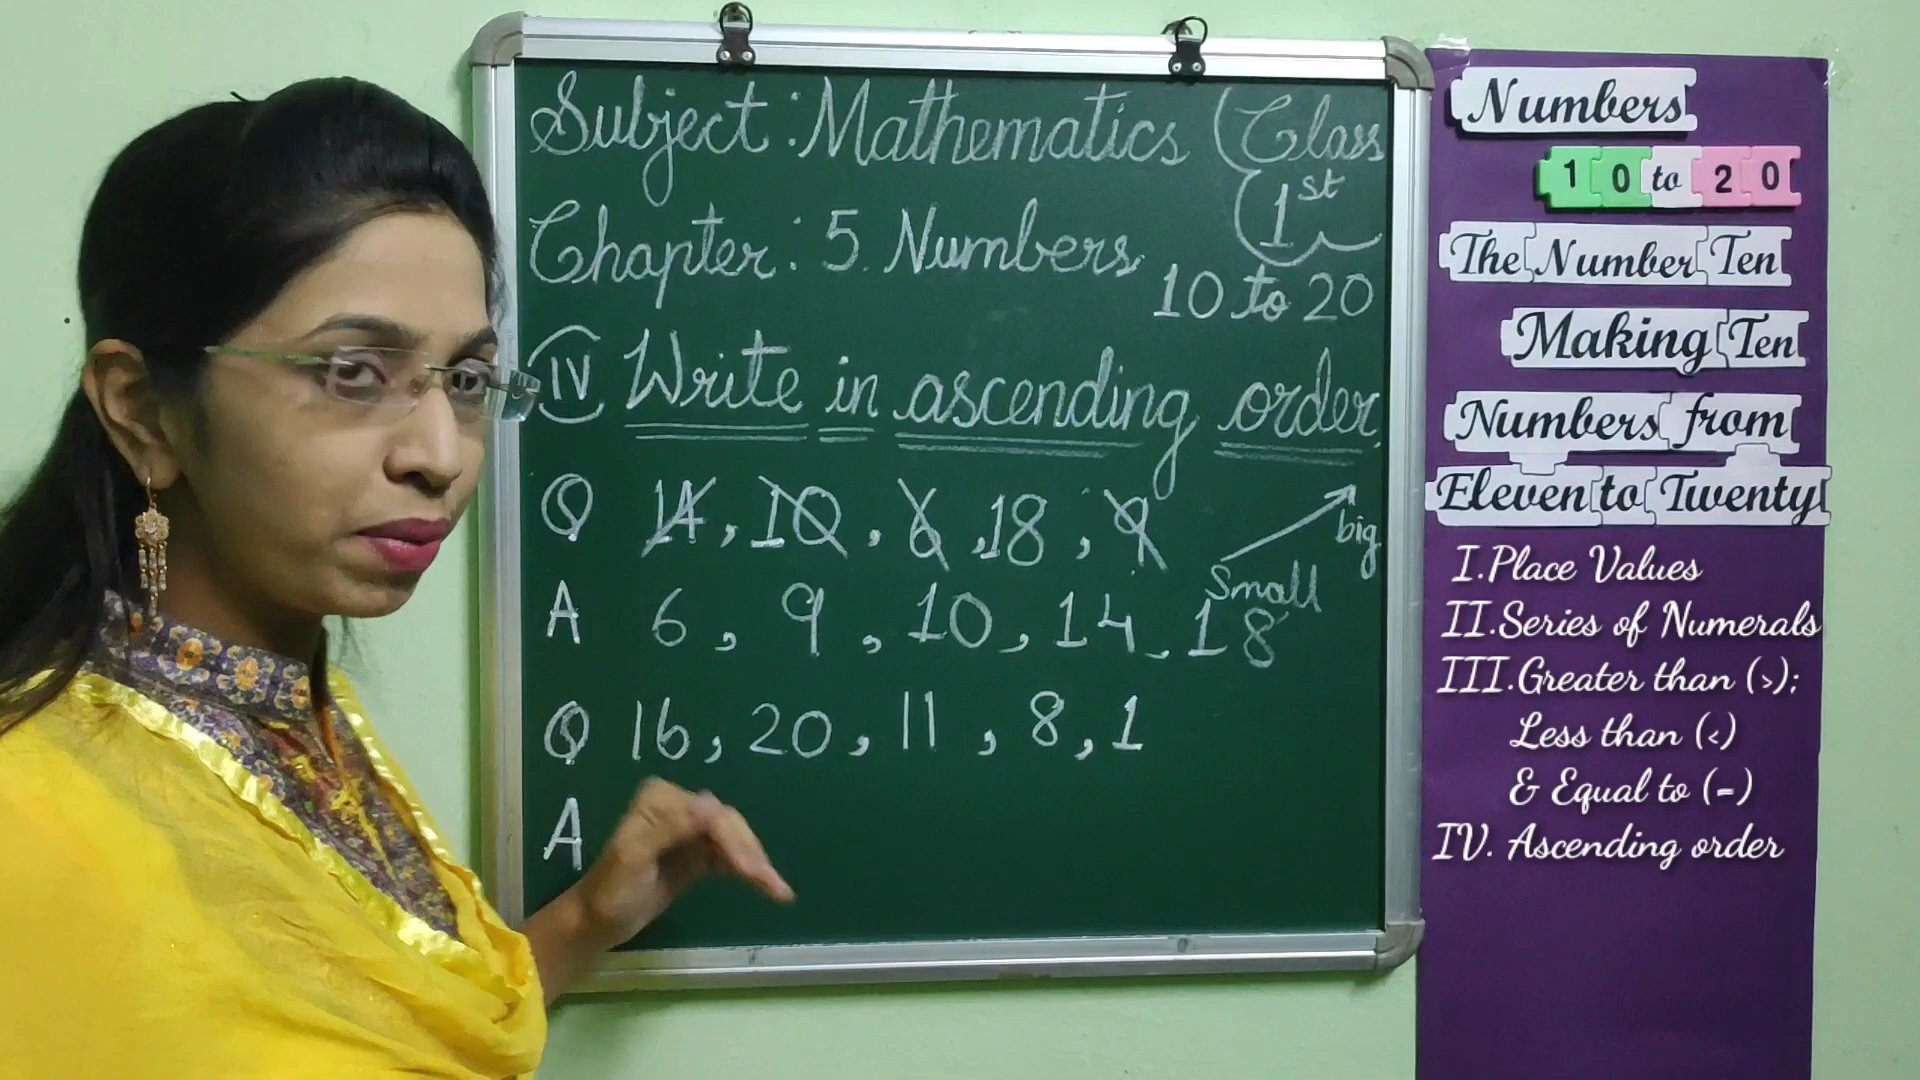 Subject : Mathematics (Class
1st
Chapter : 5. Numbers
10 to 20
IV Write in ascending order.
Q 14, 10, 6, 18, 9
big
Small
A 6, 9, 10, 14, 18
Q 16, 20, 11, 8, 1
A
Numbers
10 to 20
The Number Ten
Making Ten
Numbers from
Eleven to Twenty
I.Place Values
II.Series of Numerals
III.Greater than (>);
Less than (<)
& Equal to (=)
IV. Ascending order